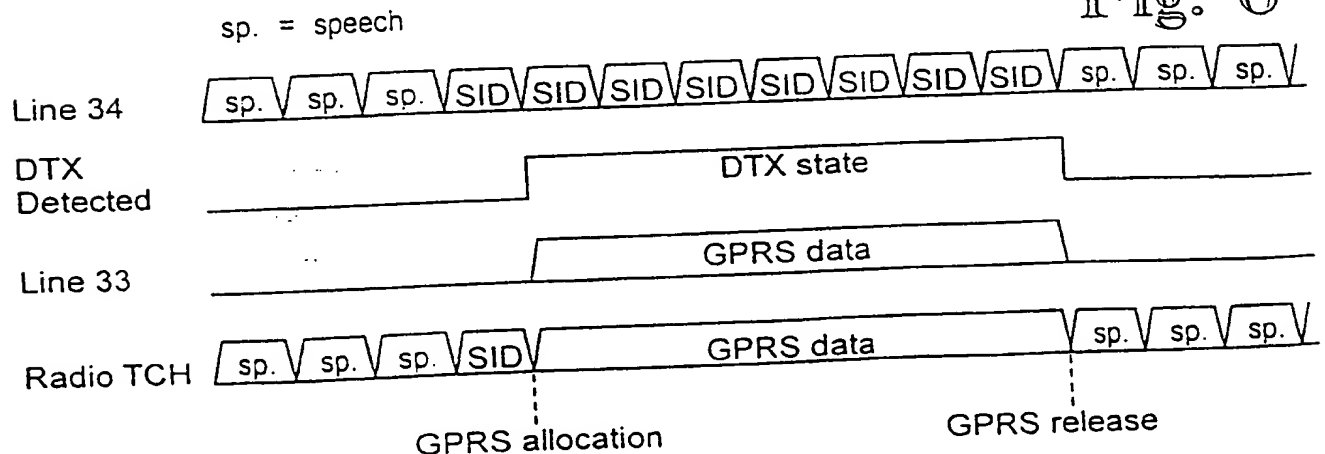 Fig.
sp. = speech
Line 34 sp. sp. sp. SID SID SID SID SID SID SID SID sp. sp. sp.
DTX
Detected
DTX state
Line 33 GPRS data
Radio TCH sp. sp. sp. SID GPRS data sp. sp. sp.
GPRS allocation GPRS release